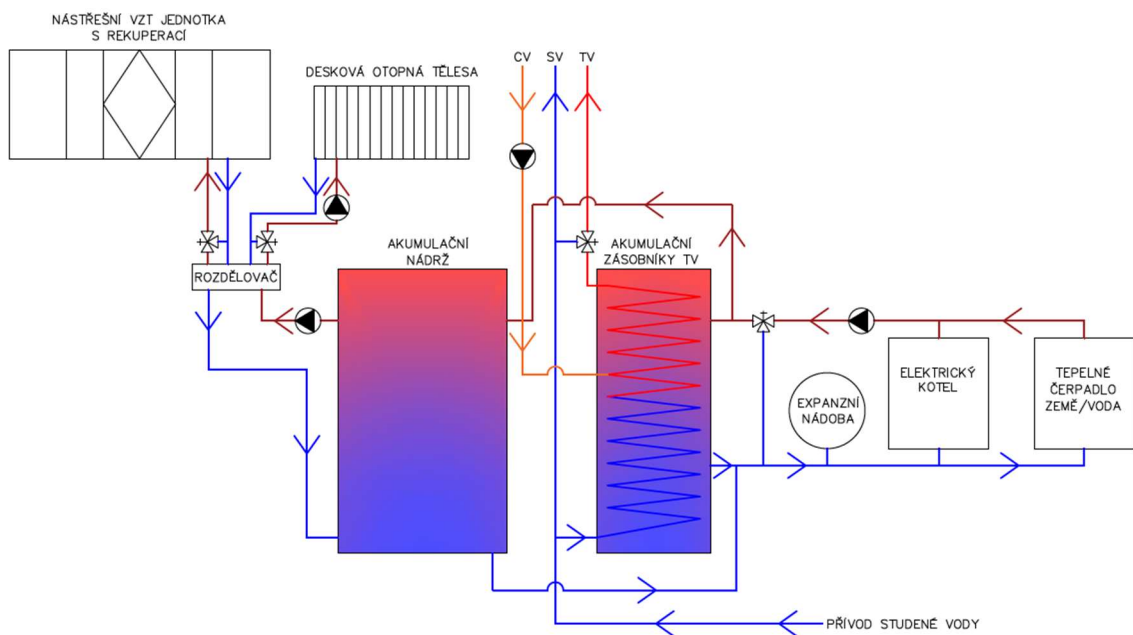 NÁSTŘEŠNÍ VZT JEDNOTKA
S REKUPERACÍ
DESKOVÁ OTOPNÁ TĚLESA
CV
SV
TV
ROZDĚLOVAČ
AKUMULAČNÍ
NÁDRŽ
AKUMULAČNÍ
ZÁSOBNÍKY TV
EXPANZNÍ
NÁDOBA
ELEKTRICKÝ
KOTEL
TEPELNÉ
ČERPADLO
ZEMĚ/VODA
PŘÍVOD STUDENÉ VODY